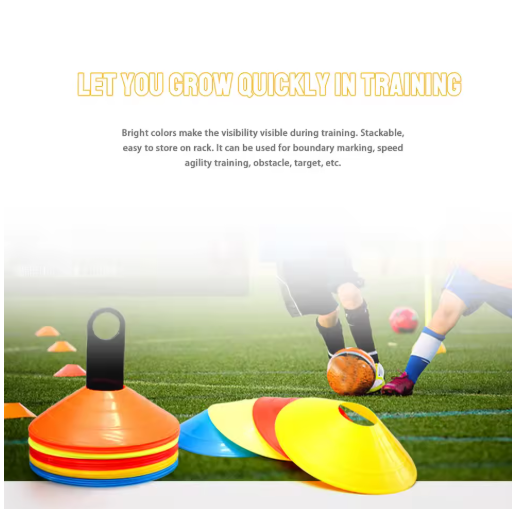 LET YOU GROW QUICKLY IN TRAINING
Bright colors make the visibility visible during training. Stackable,
easy to store on rack. It can be used for boundary marking, speed
agility training, obstacle, target, etc.